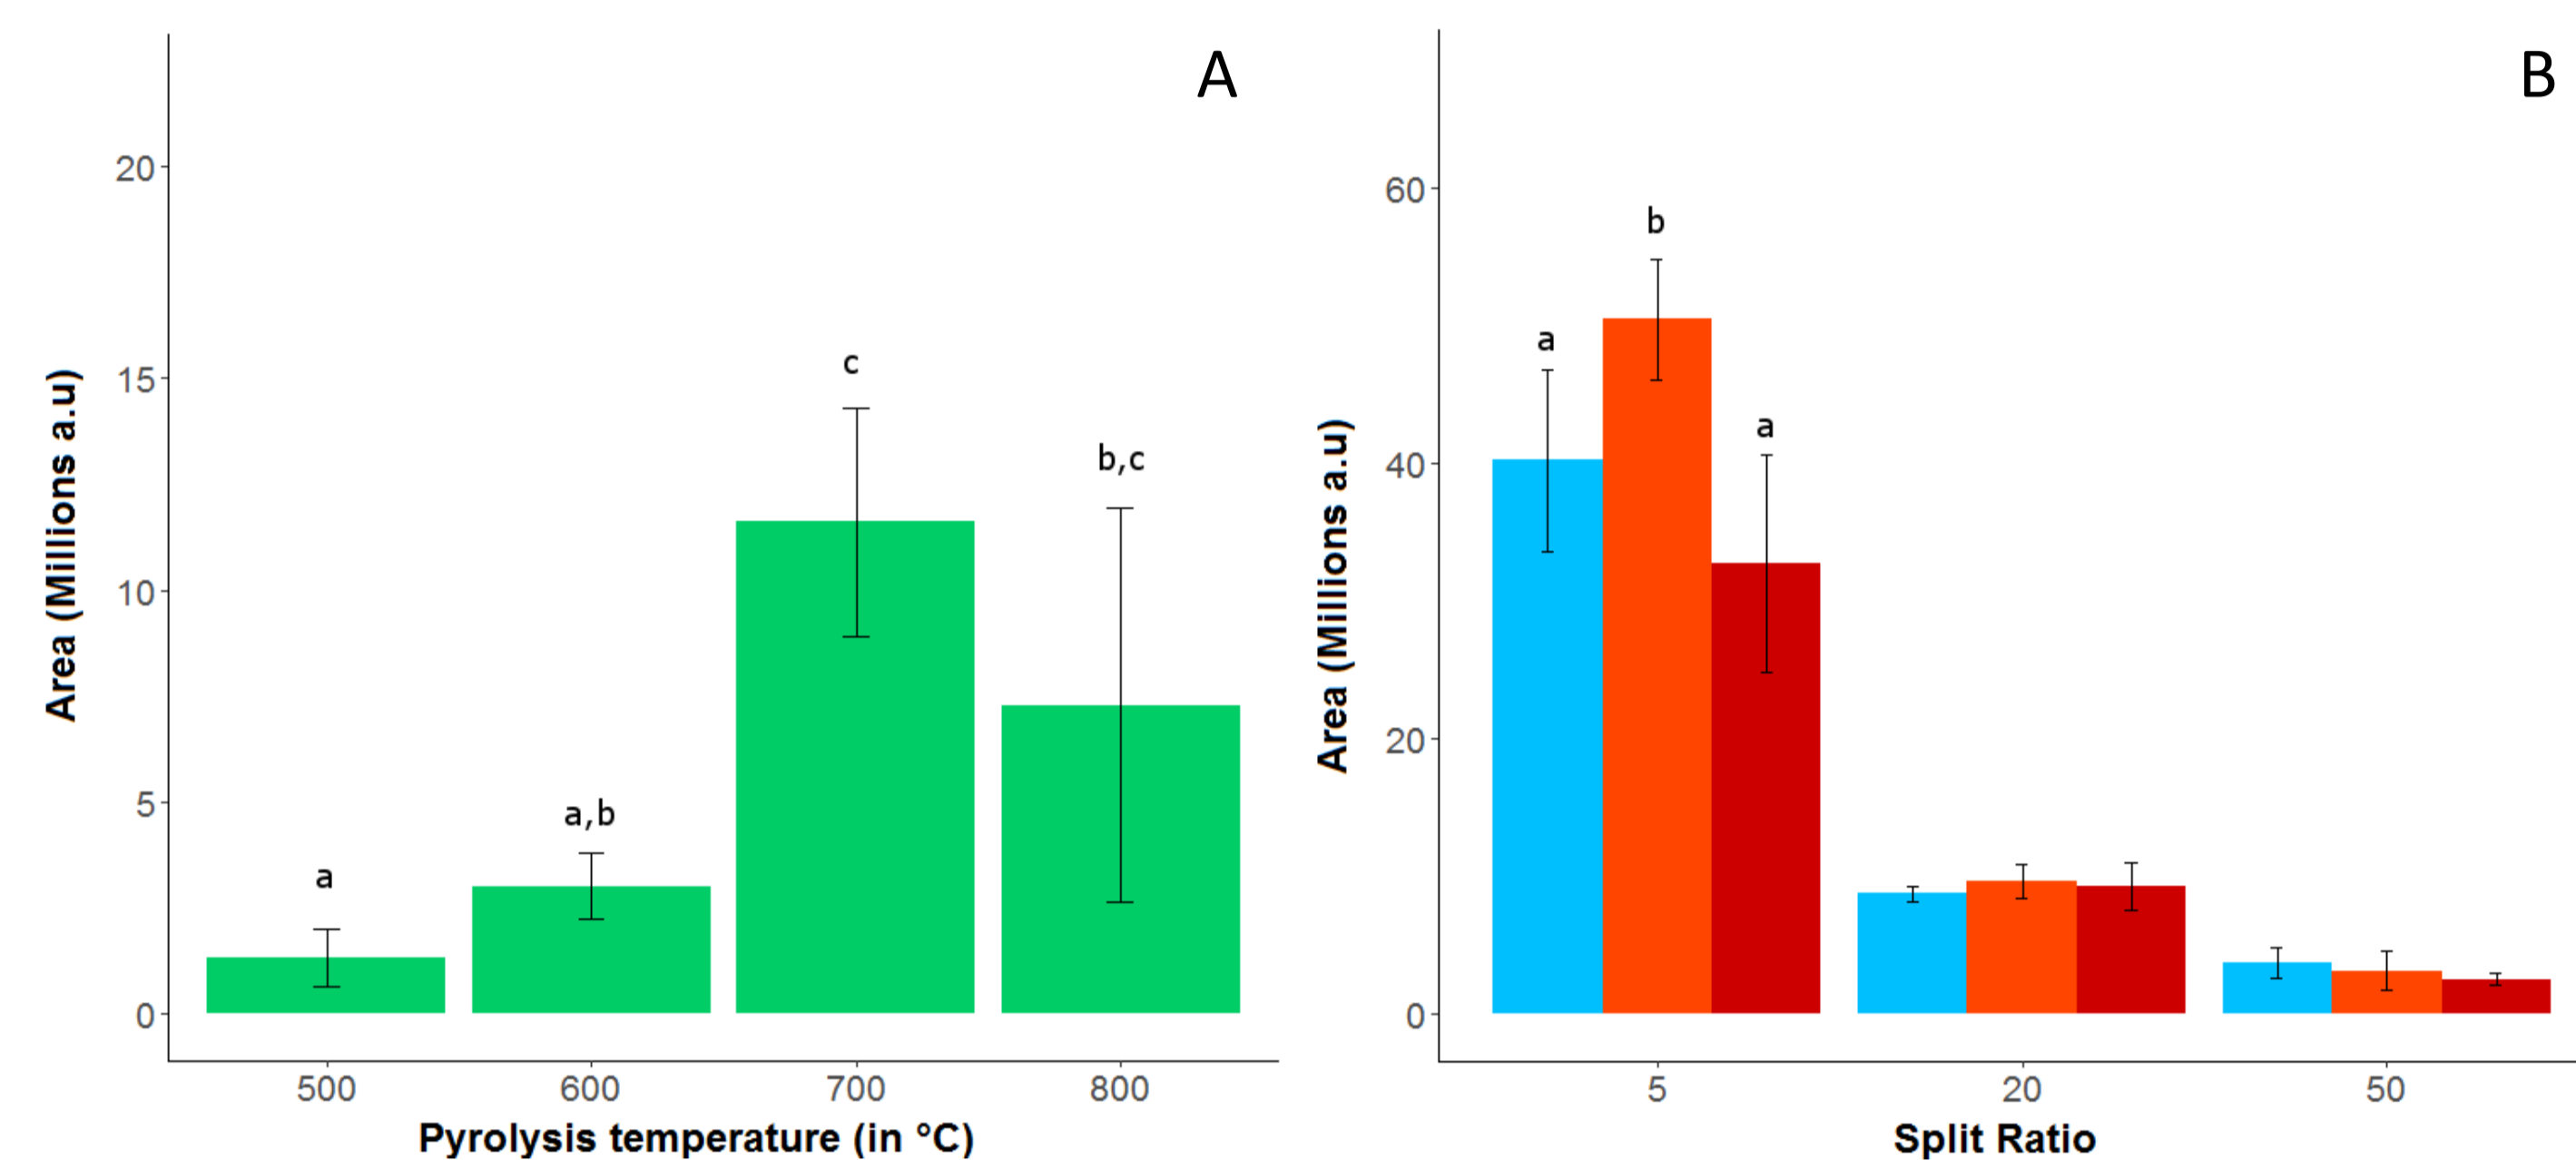 A
Area (Millions a.u)
20
15
10
5
0
a
a,b
c
b,c
500 600 700 800
Pyrolysis temperature (in °C)
B
Area (Millions a.u)
60
40
20
0
a
b
a
5 20 50
Split Ratio